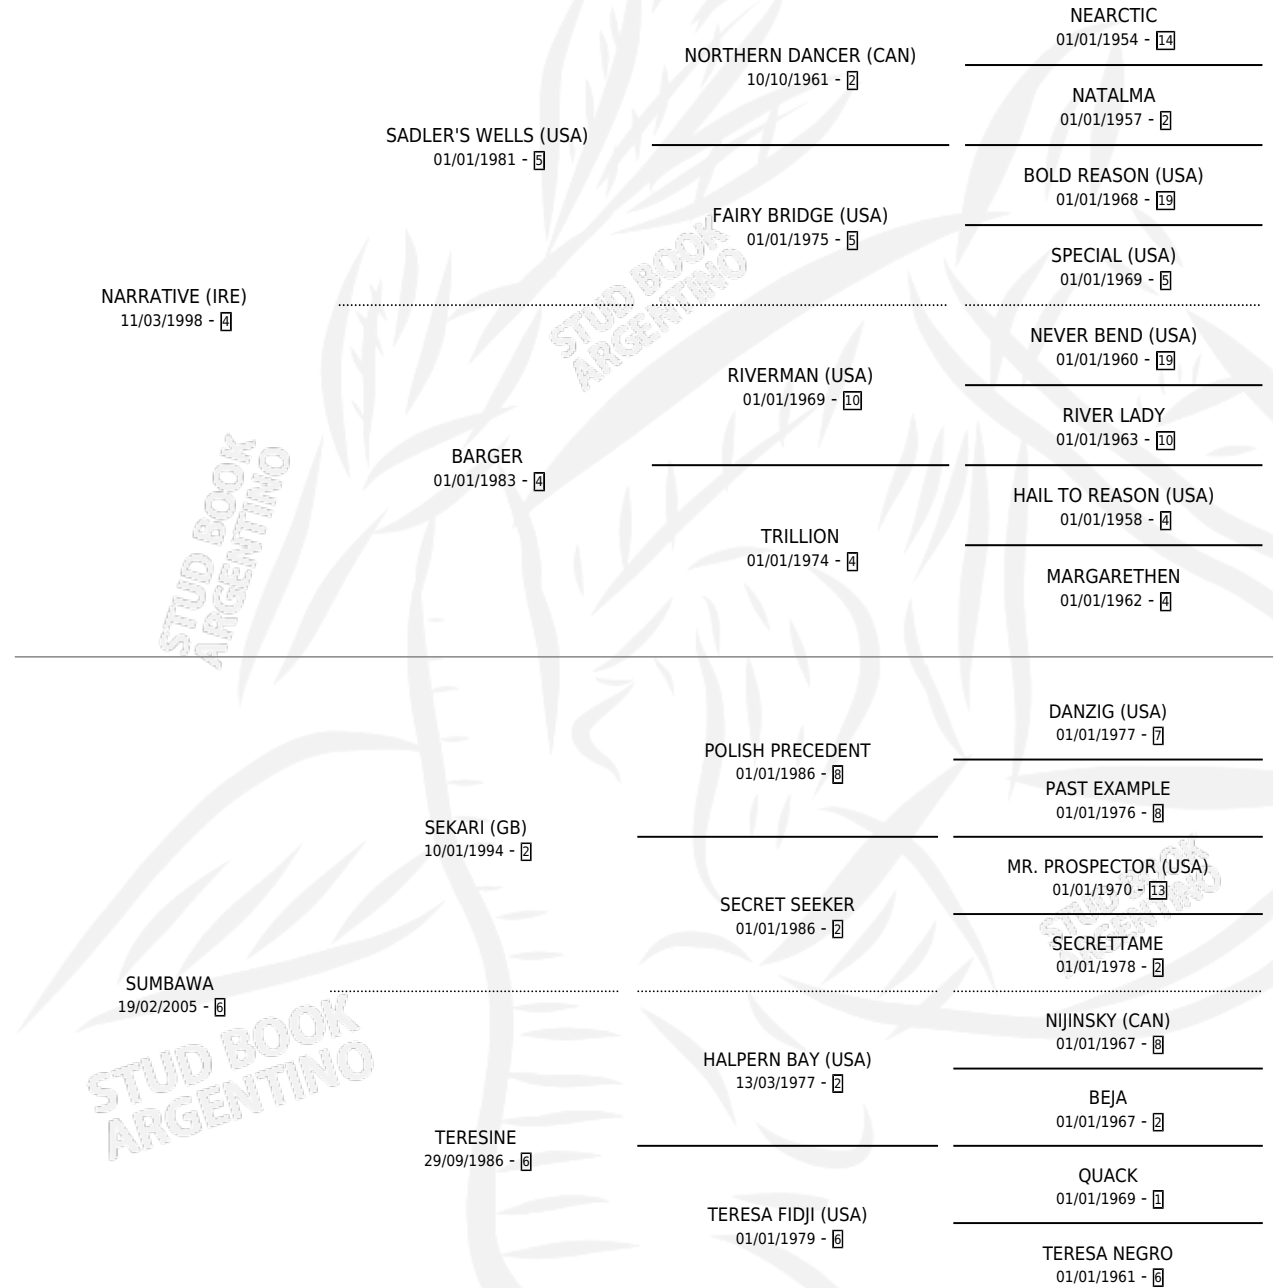 NEARCTIC
01/01/1954 - 14
NORTHERN DANCER (CAN)
10/10/1961 - 2
NATALMA
01/01/1957 - 2
SADLER'S WELLS (USA)
01/01/1981 - 5
BOLD REASON (USA)
01/01/1968 - 19
FAIRY BRIDGE (USA)
01/01/1975 - 5
SPECIAL (USA)
01/01/1969 - 5
NARRATIVE (IRE)
11/03/1998 - 4
NEVER BEND (USA)
01/01/1960 - 19
RIVERMAN (USA)
01/01/1969 - 10
RIVER LADY
01/01/1963 - 10
BARGER
01/01/1983 - 4
HAIL TO REASON (USA)
01/01/1958 - 4
TRILLION
01/01/1974 - 4
MARGARETHEN
01/01/1962 - 4
STUD BOOK
ARGENTINO
STUD BOOK
ARGENTINO
DANZIG (USA)
01/01/1977 - 7
POLISH PRECEDENT
01/01/1986 - 8
PAST EXAMPLE
01/01/1976 - 8
SEKARI (GB)
10/01/1994 - 2
MR. PROSPECTOR (USA)
01/01/1970 - 13
SECRET SEEKER
01/01/1986 - 2
SECRETTAME
01/01/1978 - 2
STUD BOOK
ARGENTINO
SUMBAWA
19/02/2005 - 6
NIJINSKY (CAN)
01/01/1967 - 8
HALPERN BAY (USA)
13/03/1977 - 2
BEJA
01/01/1967 - 2
TERESINE
29/09/1986 - 6
QUACK
01/01/1969 - 1
TERESA FIDJI (USA)
01/01/1979 - 6
TERESA NEGRO
01/01/1961 - 6
STUD BOOK
ARGENTINO